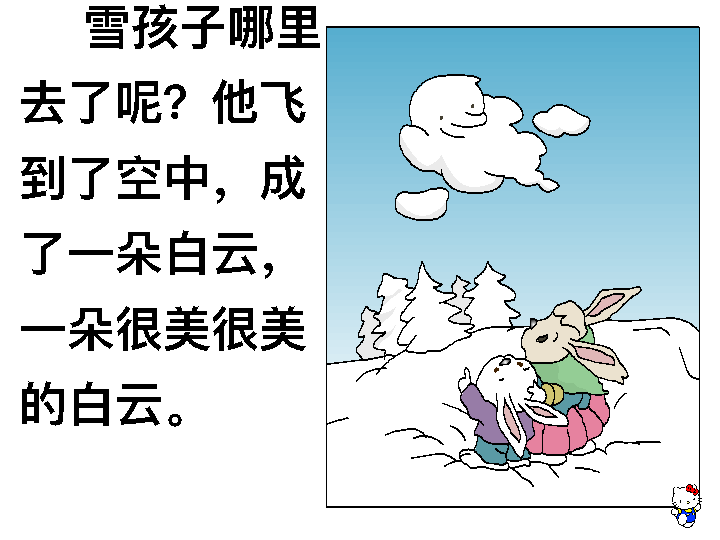 雪孩子哪里
去了呢？他飞
到了空中，成
了一朵白云，
一朵很美很美
的白云。